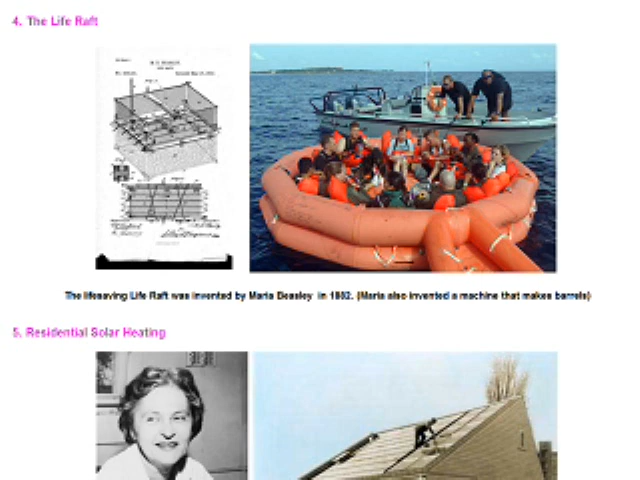 4. The Life Raft
The lifesaving Life Raft was invented by Maria Beasley in 1882. (Maria also invented a machine that makes barrels)
5. Residential Solar Heating